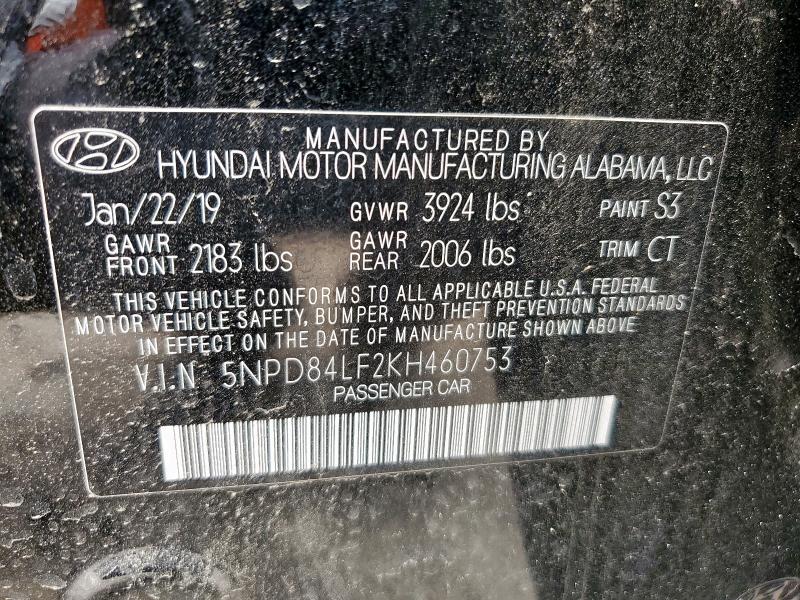 MANUFACTURED BY
HYUNDAI MOTOR MANUFACTURING ALABAMA, LLC
Jan/22/19 GVWR 3924 lbs PAINT S3
GAWR FRONT 2183 lbs GAWR REAR 2006 lbs TRIM CT
THIS VEHICLE CONFORMS TO ALL APPLICABLE U.S.A. FEDERAL
MOTOR VEHICLE SAFETY, BUMPER, AND THEFT PREVENTION STANDARDS
IN EFFECT ON THE DATE OF MANUFACTURE SHOWN ABOVE
V.I.N 5NPD84LF2KH460753
PASSENGER CAR